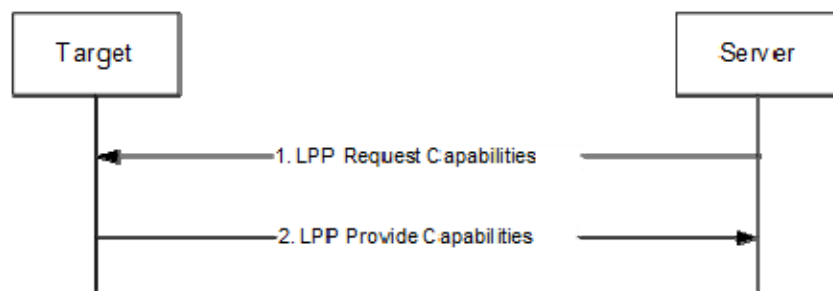 Target
Server
1. LPP Request Capabilities
2. LPP Provide Capabilities